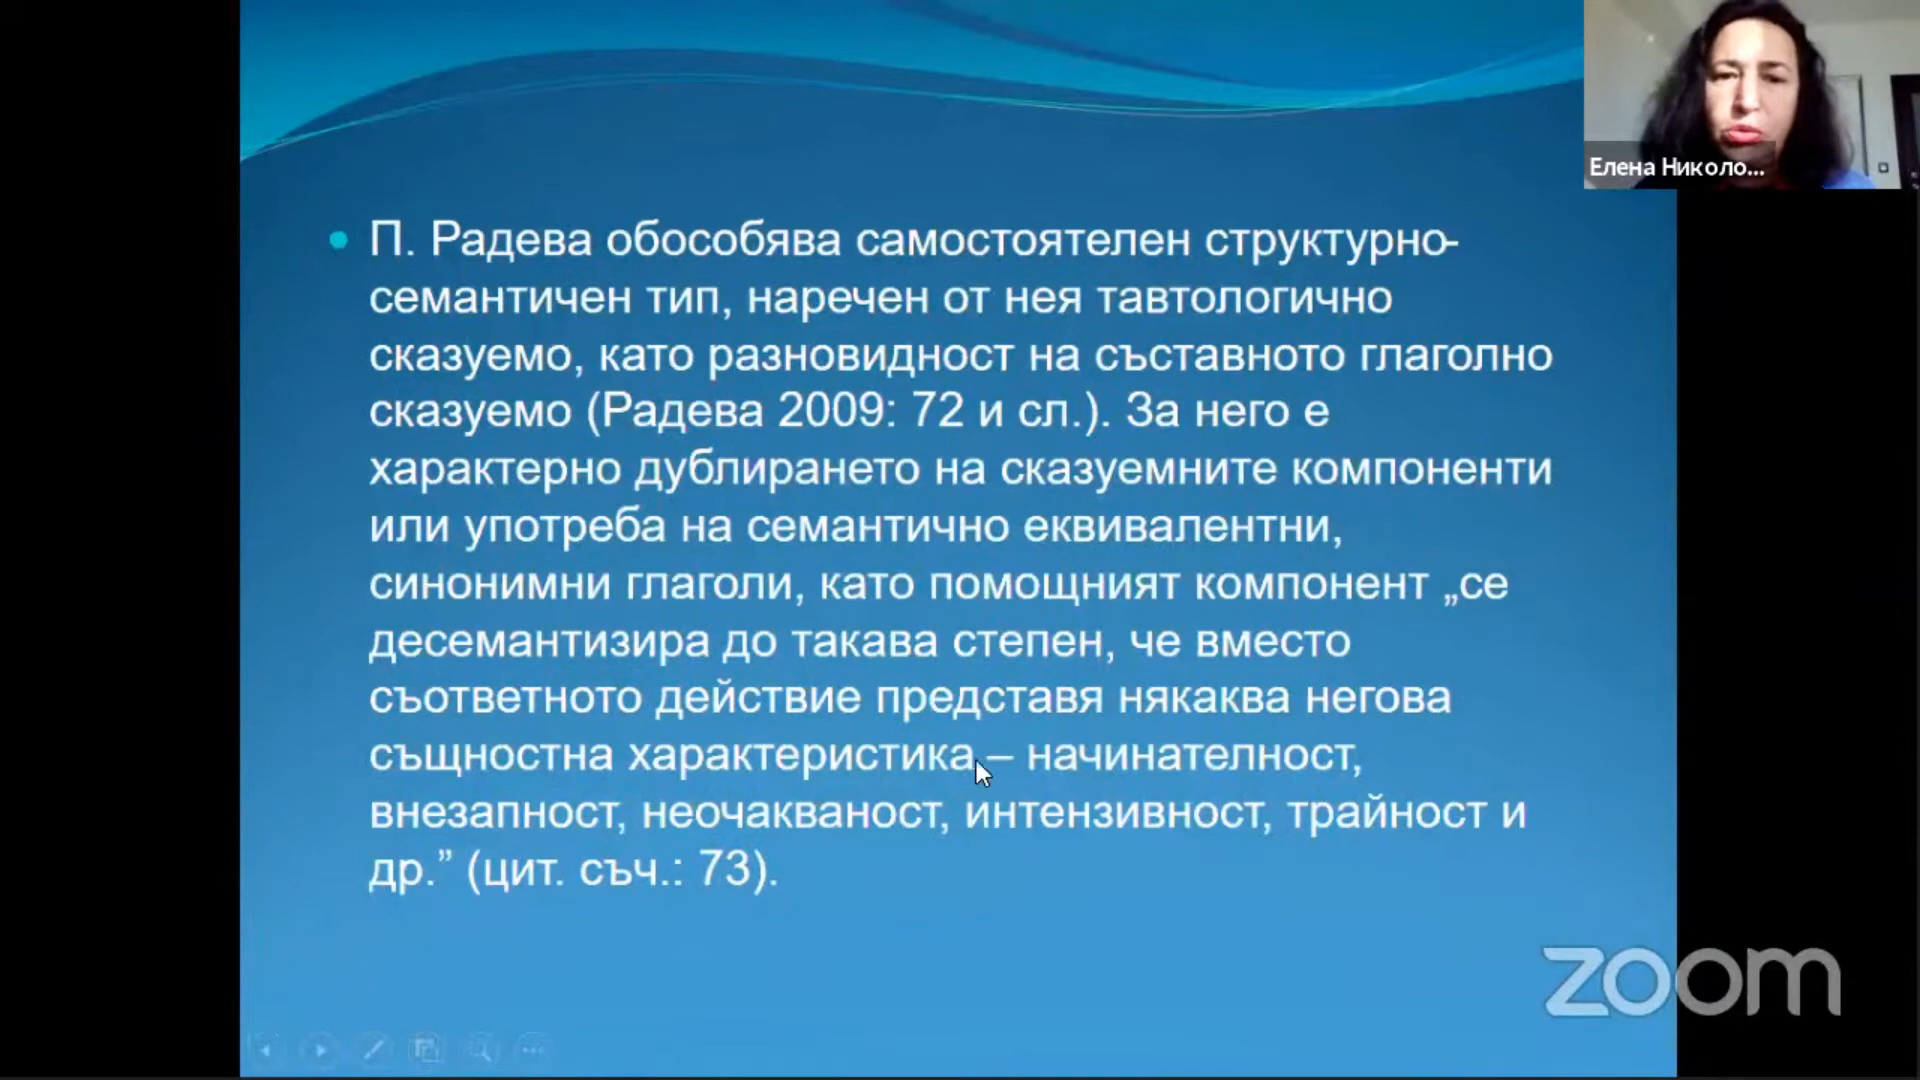 Елена Николо...
П. Радева обособява самостоятелен структурно-
семантичен тип, наречен от нея тавтологично
сказуемо, като разновидност на съставното глаголно
сказуемо (Радева 2009: 72 и сл.). За него е
характерно дублирането на сказуемните компоненти
или употреба на семантично еквивалентни,
синонимни глаголи, като помощният компонент „се
десемантизира до такава степен, че вместо
съответното действие представя някаква негова
същностна характеристика – начинателност,
внезапност, неочакваност, интензивност, трайност и
др.” (цит. съч.: 73).
zoom